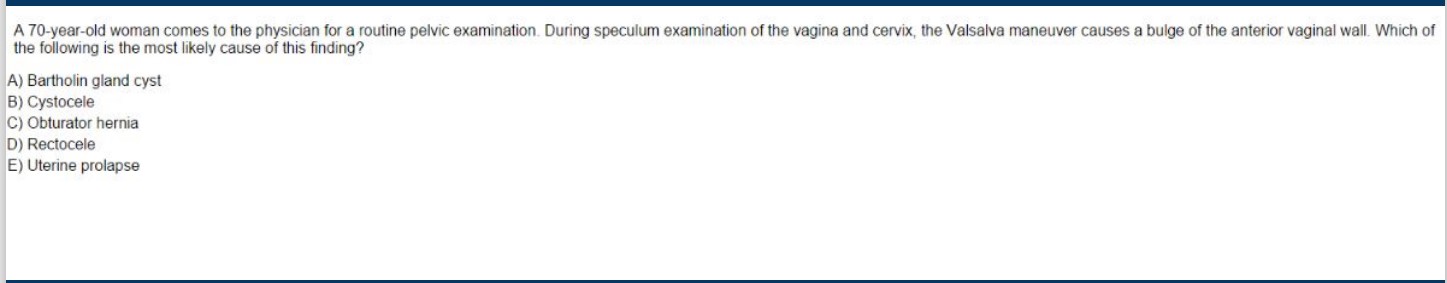 A 70-year-old woman comes to the physician for a routine pelvic examination. During speculum examination of the vagina and cervix, the Valsalva maneuver causes a bulge of the anterior vaginal wall. Which of
the following is the most likely cause of this finding?
A) Bartholin gland cyst
B) Cystocele
C) Obturator hernia
D) Rectocele
E) Uterine prolapse